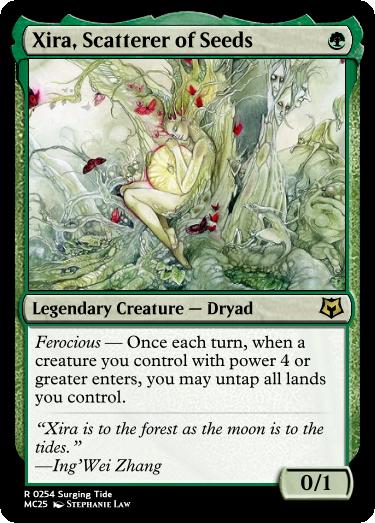 Xira, Scatterer of Seeds
Legendary Creature — Dryad
Ferocious — Once each turn, when a
creature you control with power 4 or
greater enters, you may untap all lands
you control.
“Xira is to the forest as the moon is to the
tides.”
—Ing’Wei Zhang
0/1
R 0254 Surging Tide
MC25 Stephanie Law